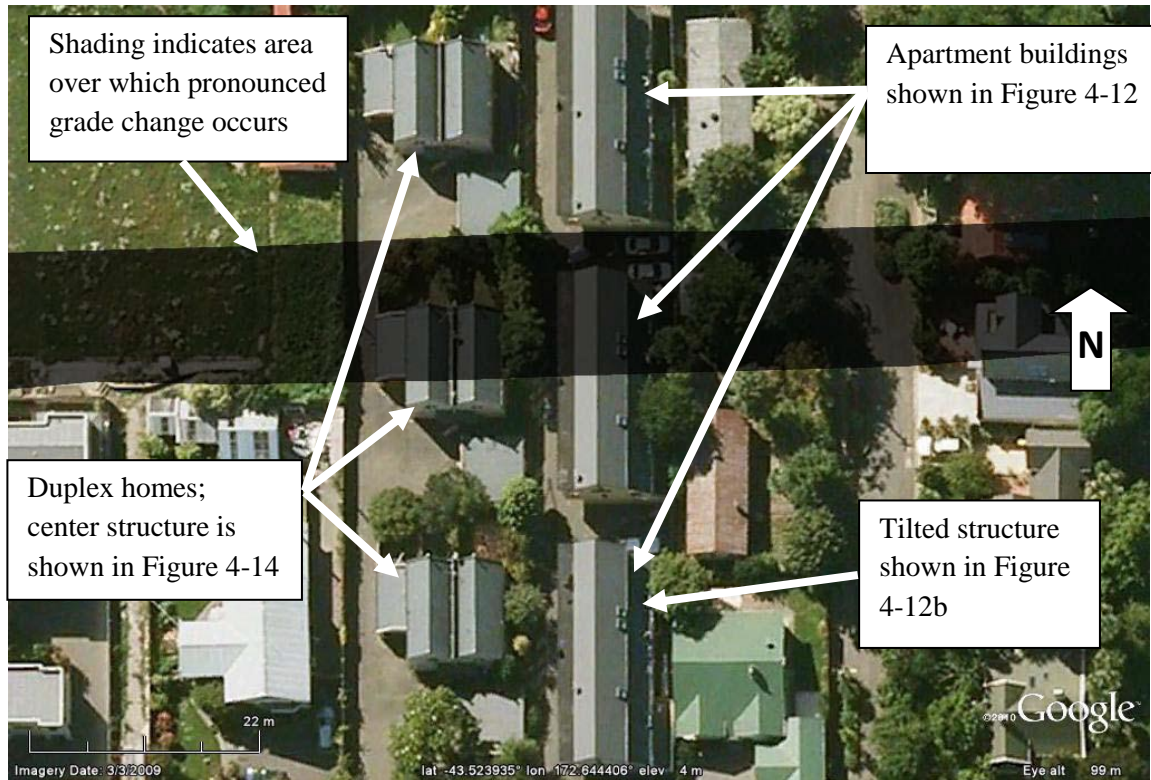 Shading indicates area
over which pronounced
grade change occurs
Apartment buildings
shown in Figure 4-12
N
Duplex homes;
center structure is
shown in Figure 4-14
Tilted structure
shown in Figure
4-12b
22 m
©2010 Google
Imagery Date: 3/3/2009
lat -43.523935° lon 172.644406° elev 4 m
Eye alt 99 m